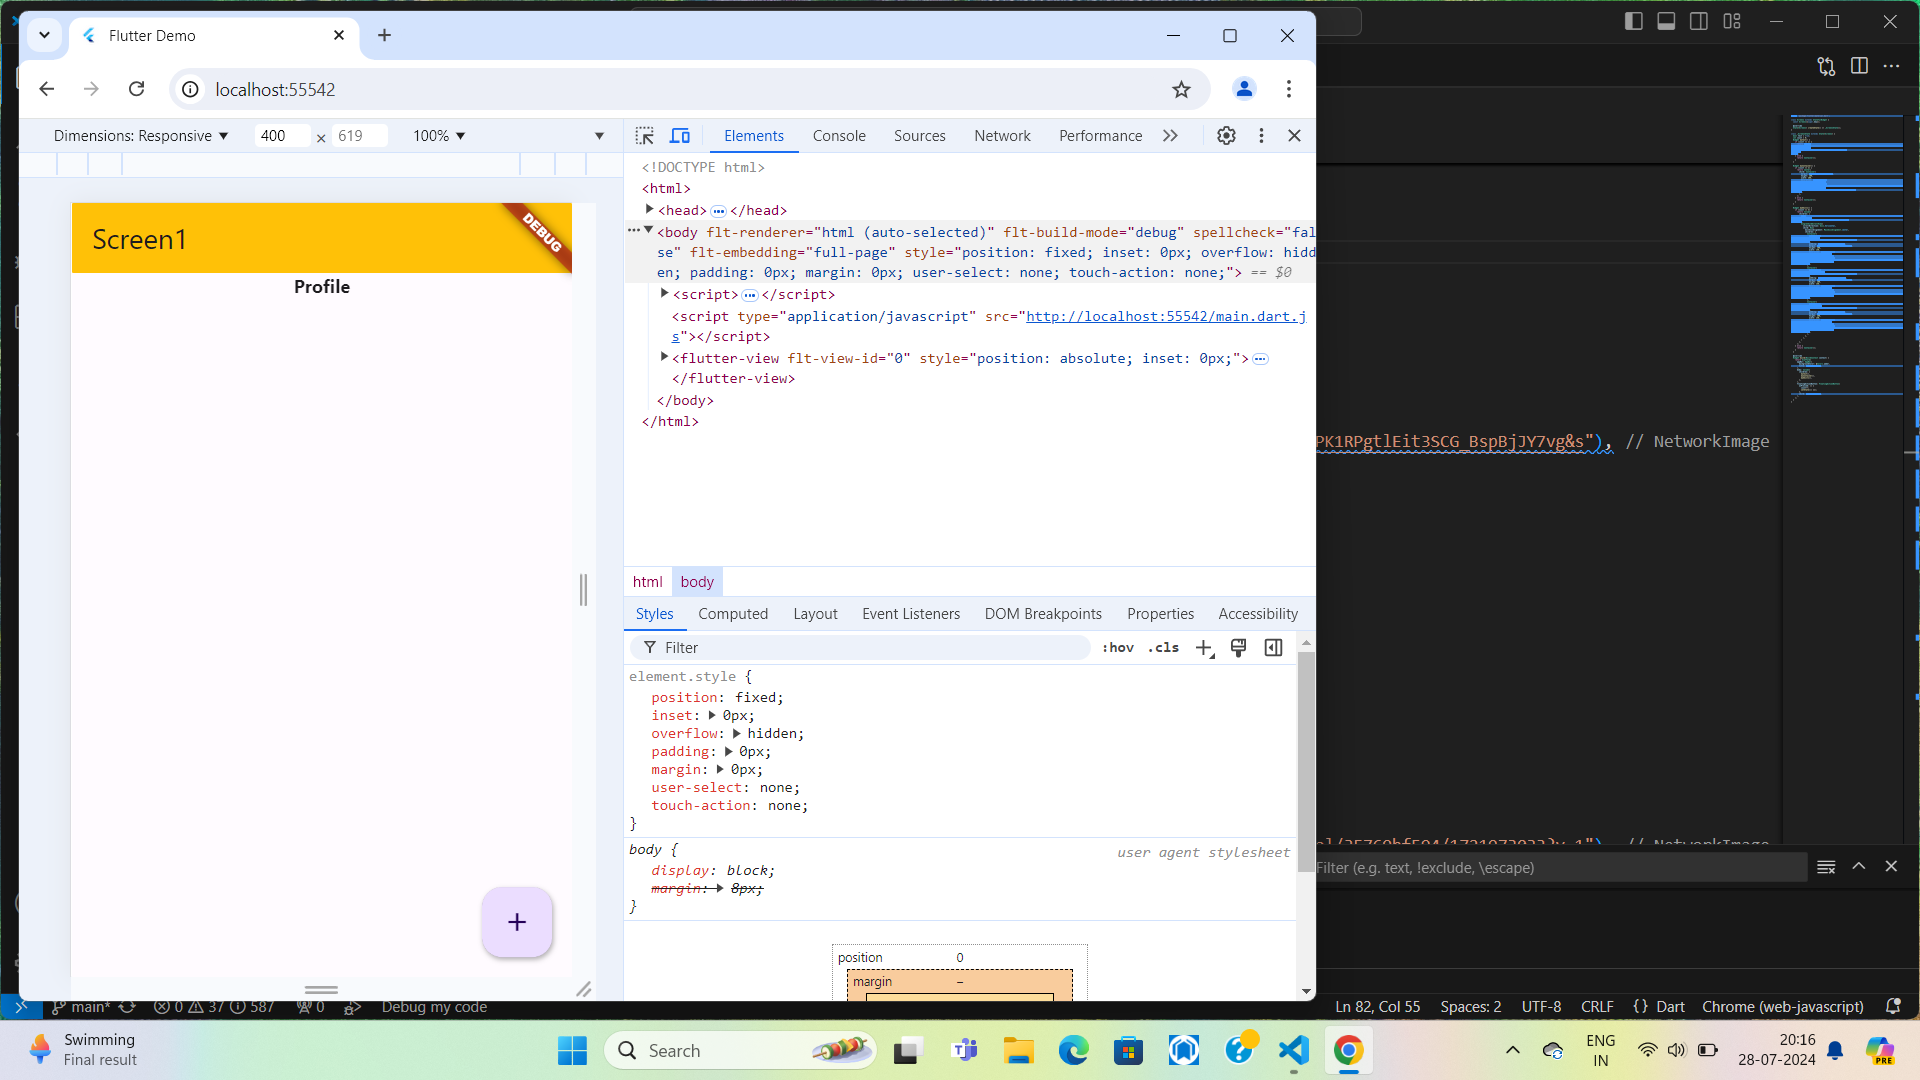 Flutter Demo
localhost:55542
Dimensions: Responsive 400 × 619 100%
Elements Console Sources Network Performance
Screen1
DEBUG
Profile
+
<!DOCTYPE html>
<html>
<head> ••• </head>
••• <body flt-renderer="html (auto-selected)" flt-build-mode="debug" spellcheck="fal
se" flt-embedding="full-page" style="position: fixed; inset: 0px; overflow: hidd
en; padding: 0px; margin: 0px; user-select: none; touch-action: none;"> == $0
<script> ••• </script>
<script type="application/javascript" src="http://localhost:55542/main.dart.j
s"></script>
<flutter-view flt-view-id="0" style="position: absolute; inset: 0px;"> •••
</flutter-view>
</body>
</html>
html body
Styles Computed Layout Event Listeners DOM Breakpoints Properties Accessibility
Filter :hov .cls
element.style {
position: fixed;
inset: 0px;
overflow: hidden;
padding: 0px;
margin: 0px;
user-select: none;
touch-action: none;
}
body { user agent stylesheet
display: block;
margin: 8px;
}
position 0
margin –
PK1RPgtlEit3SCG_BspBjJY7vg&s"), // NetworkImage
Filter (e.g. text, !exclude, \escape)
main* 0 37 587 0 Debug my code
Ln 82, Col 55 Spaces: 2 UTF-8 CRLF {} Dart Chrome (web-javascript)
Swimming
Final result
Search
ENG
IN
20:16
28-07-2024
PRE